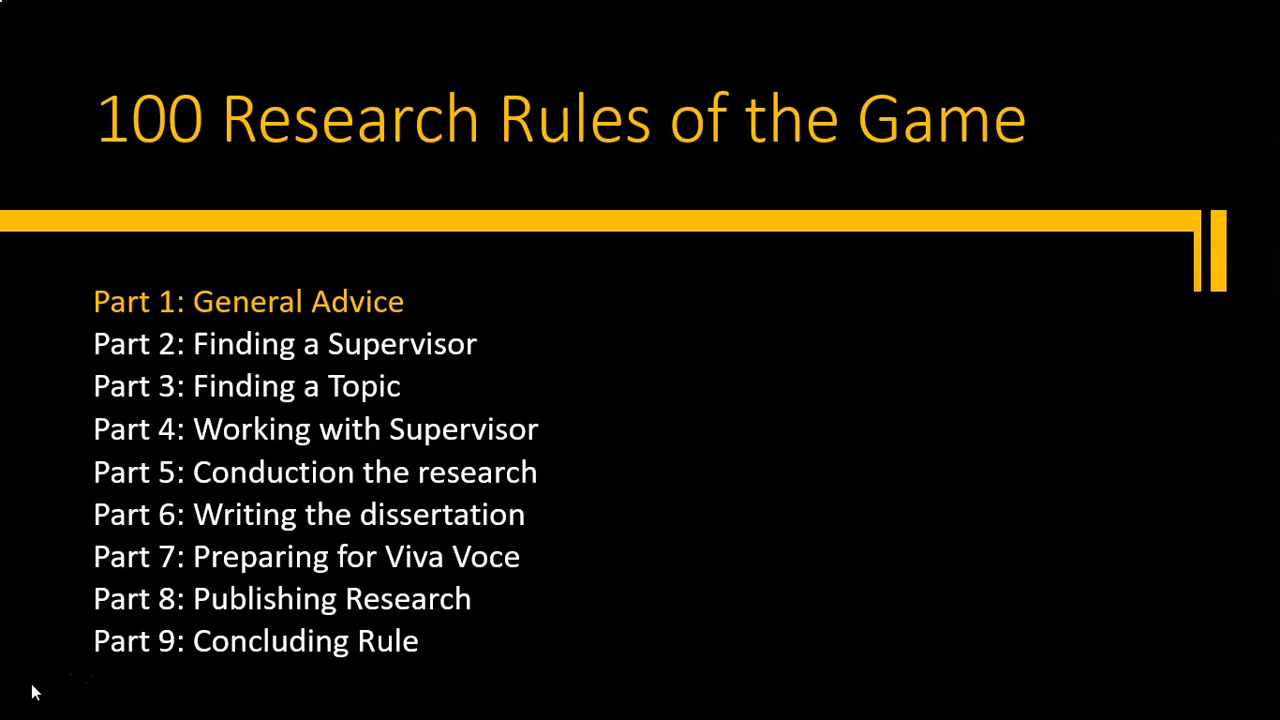 100 Research Rules of the Game
Part 1: General Advice
Part 2: Finding a Supervisor
Part 3: Finding a Topic
Part 4: Working with Supervisor
Part 5: Conduction the research
Part 6: Writing the dissertation
Part 7: Preparing for Viva Voce
Part 8: Publishing Research
Part 9: Concluding Rule